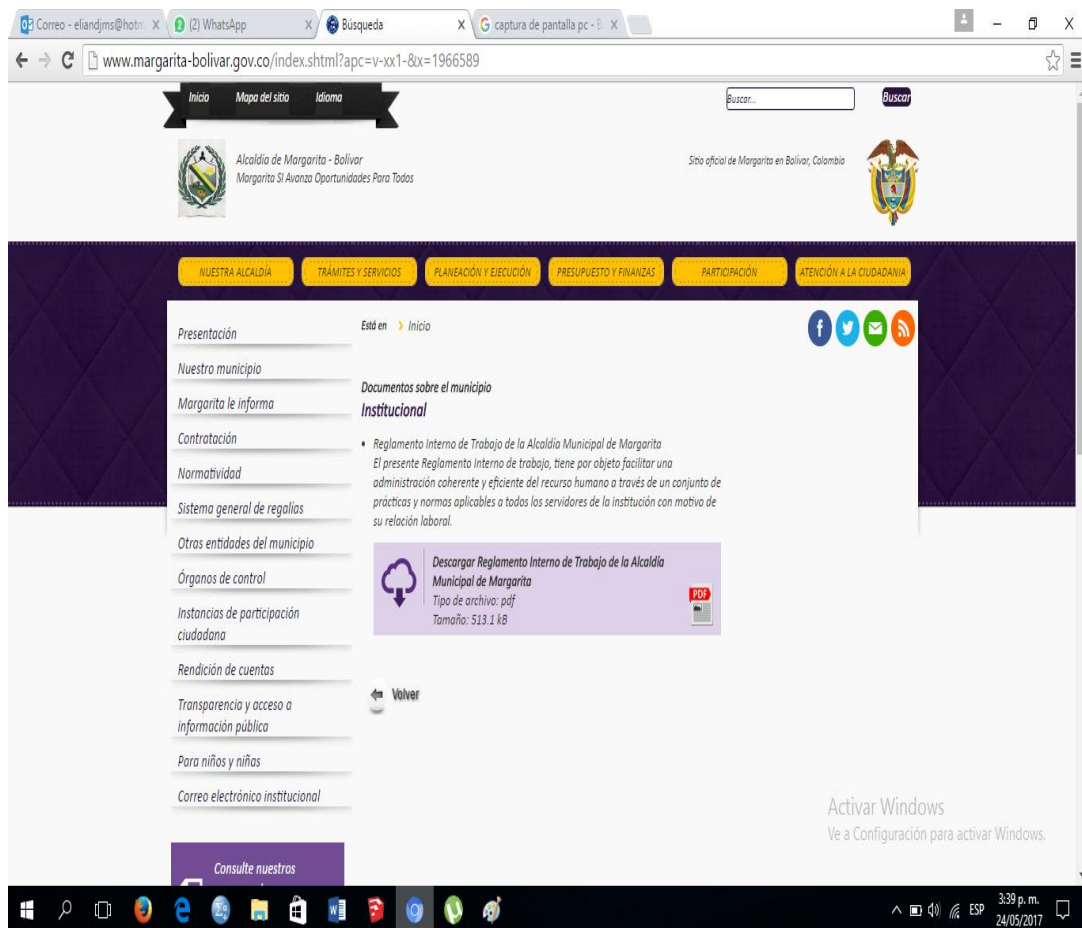 Correo - eliandjms@hotm
(2) WhatsApp
Búsqueda
captura de pantalla pc - B
www.margarita-bolivar.gov.co/index.shtml?apc=v-xx1-&x=1966589
Inicio Mapa del sitio Idioma
Buscar... Buscar
Alcaldía de Margarita - Bolívar
Margarita SI Avanza Oportunidades Para Todos
Sitio oficial de Margarita en Bolívar, Colombia
NUESTRA ALCALDÍA TRÁMITES Y SERVICIOS PLANEACIÓN Y EJECUCIÓN PRESUPUESTO Y FINANZAS PARTICIPACIÓN ATENCIÓN A LA CIUDADANIA
Presentación
Nuestro municipio
Margarita le informa
Contratación
Normatividad
Sistema general de regalías
Otras entidades del municipio
Órganos de control
Instancias de participación
ciudadana
Rendición de cuentas
Transparencia y acceso a
información pública
Para niños y niñas
Correo electrónico institucional
Consulte nuestros
Está en Inicio
Documentos sobre el municipio
Institucional
Reglamento Interno de Trabajo de la Alcaldía Municipal de Margarita
El presente Reglamento Interno de trabajo, tiene por objeto facilitar una
administración coherente y eficiente del recurso humano a través de un conjunto de
prácticas y normas aplicables a todos los servidores de la institución con motivo de
su relación laboral.
Descargar Reglamento Interno de Trabajo de la Alcaldía
Municipal de Margarita
Tipo de archivo: pdf
Tamaño: 513.1 kB
PDF
Volver
Activar Windows
Ve a Configuración para activar Windows.
ESP
3:39 p. m.
24/05/2017